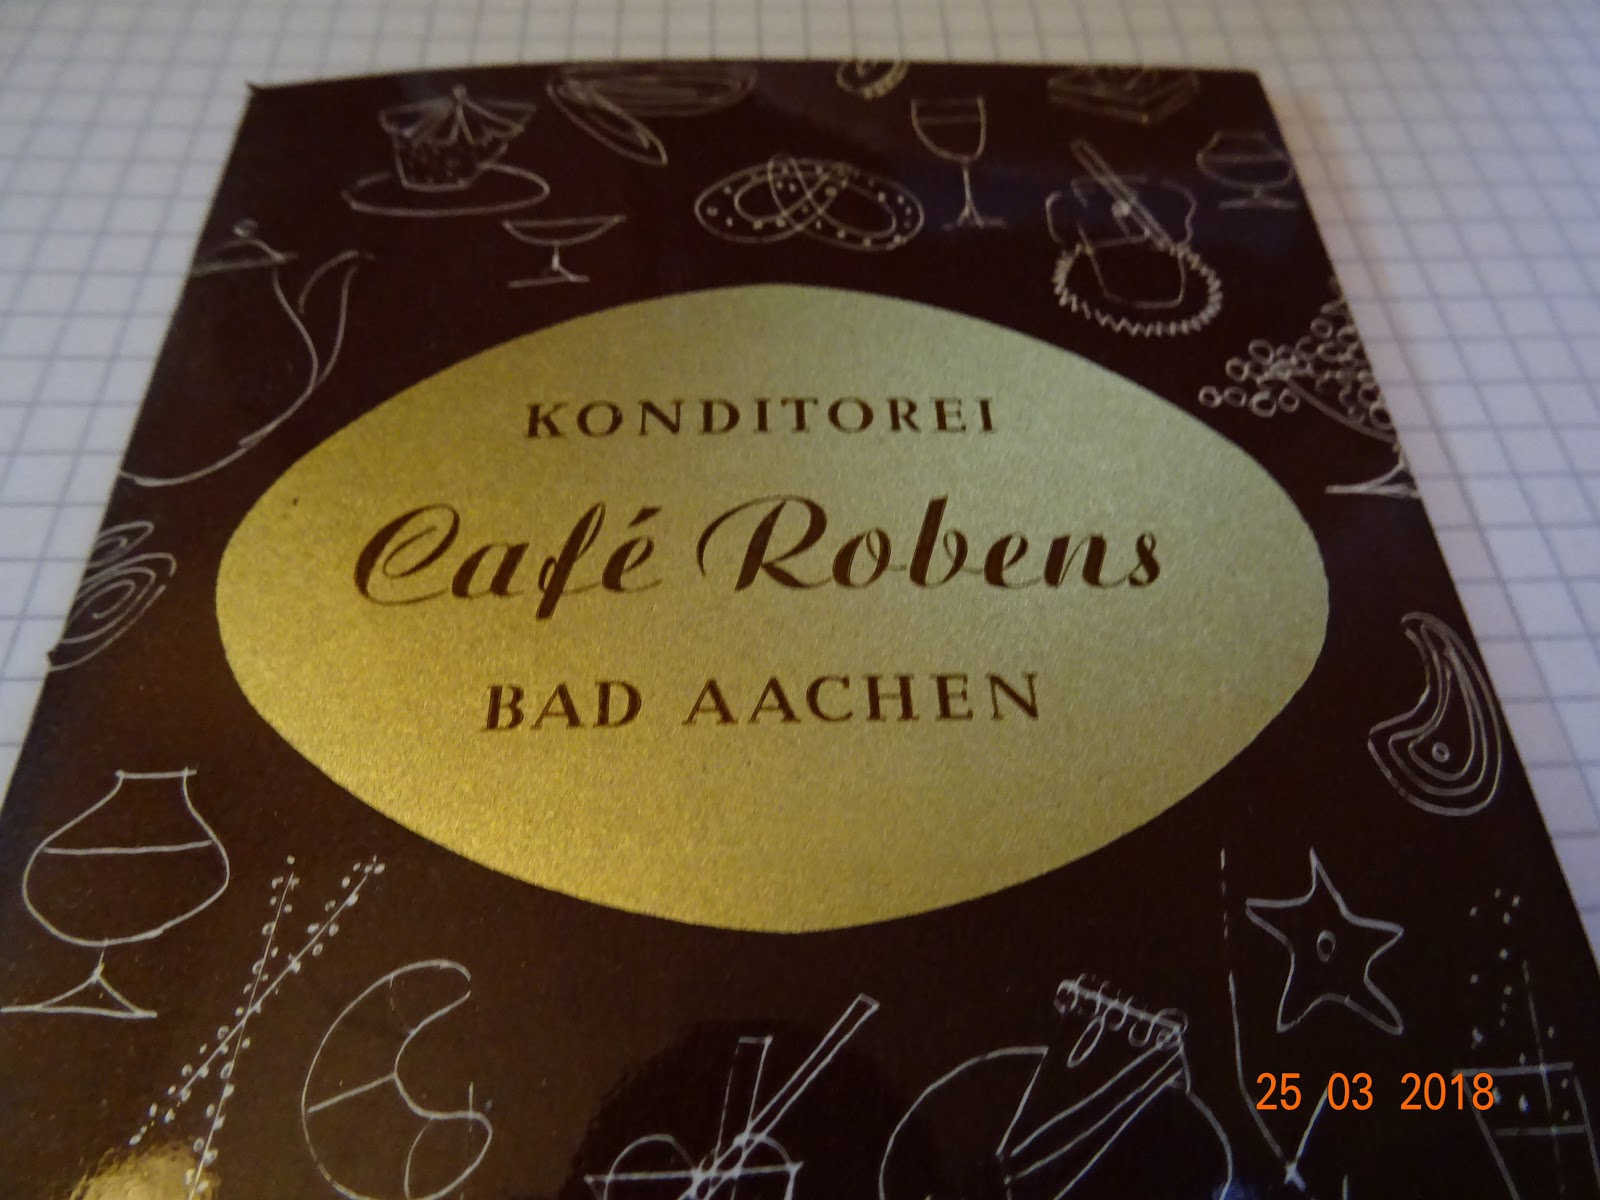 KONDITOREI
Café Robens
BAD AACHEN
25 03 2018